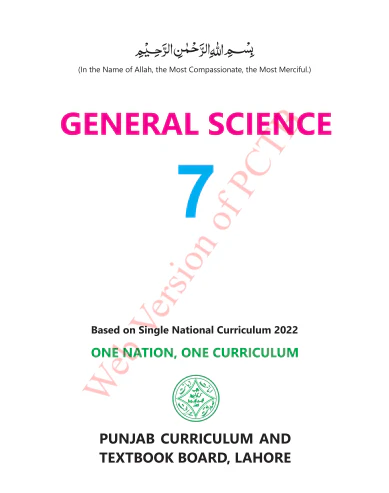 بِسْمِ اللهِ الرَّحْمٰنِ الرَّحِيْمِ
(In the Name of Allah, the Most Compassionate, the Most Merciful.)
GENERAL SCIENCE
7
Web Version of PCTB
Based on Single National Curriculum 2022
ONE NATION, ONE CURRICULUM
PUNJAB CURRICULUM AND
TEXTBOOK BOARD, LAHORE